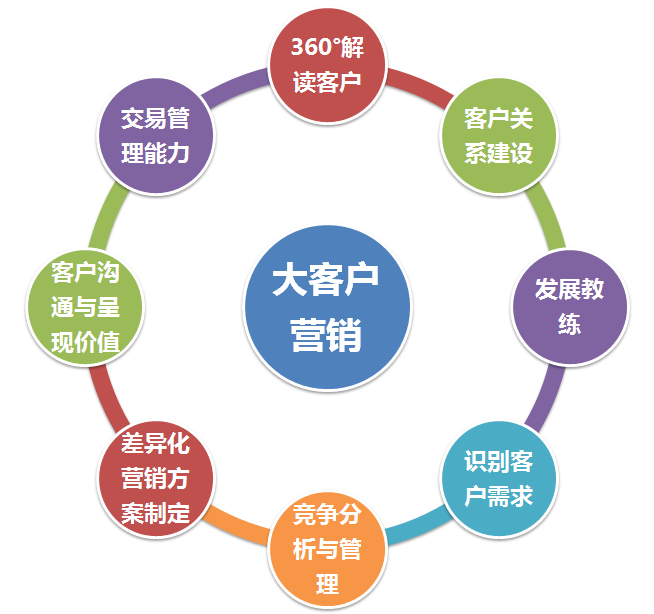 360°解
读客户
客户关
系建设
发展教
练
识别客
户需求
竞争分
析与管
理
差异化
营销方
案制定
客户沟
通与呈
现价值
交易管
理能力
大客户
营销